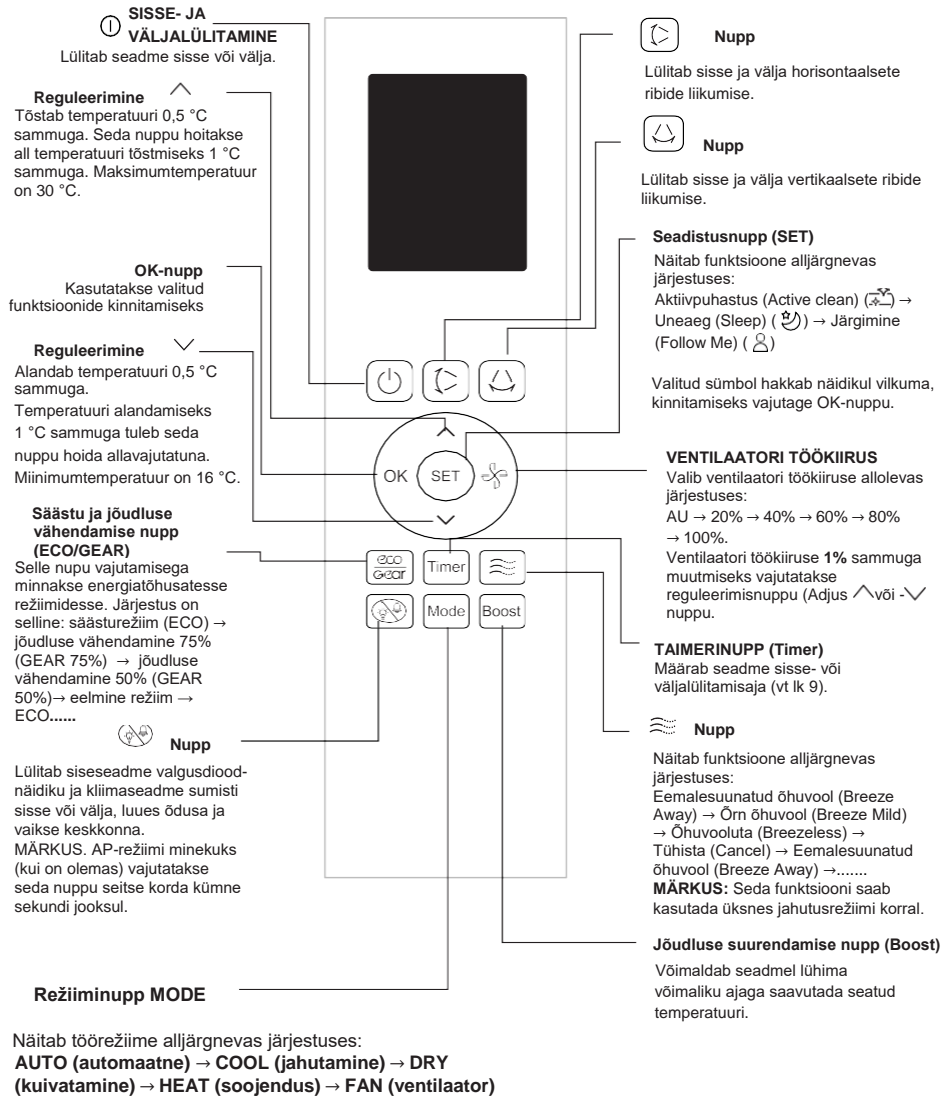 SISSE- JA
VÄLJALÜLITAMINE
Lülitab seadme sisse või välja.
Reguleerimine
Tõstab temperatuuri 0,5 °C
sammuga. Seda nuppu hoitakse
all temperatuuri tõstmiseks 1 °C
sammuga. Maksimumtemperatuur
on 30 °C.
OK-nupp
Kasutatakse valitud
funktsioonide kinnitamiseks
Reguleerimine
Alandab temperatuuri 0,5 °C
sammuga.
Temperatuuri alandamiseks
1 °C sammuga tuleb seda
nuppu hoida allavajutatuna.
Miinimumtemperatuur on 16 °C.
Säästu ja jõudluse
vähendamise nupp
(ECO/GEAR)
Selle nupu vajutamisega
minnakse energiatõhusatesse
režiimidesse. Järjestus on
selline: säästurežiim (ECO) →
jõudluse vähendamine 75%
(GEAR 75%) → jõudluse
vähendamine 50% (GEAR
50%)→ eelmine režiim →
ECO......
Nupp
Lülitab siseseadme valgusdiood-
näidiku ja kliimaseadme sumisti
sisse või välja, luues õdusa ja
vaikse keskkonna.
MÄRKUS. AP-režiimi minekuks
(kui on olemas) vajutatakse
seda nuppu seitse korda kümne
sekundi jooksul.
Režiiminupp MODE
Näitab töörežiime alljärgnevas järjestuses:
AUTO (automaatne) → COOL (jahutamine) → DRY
(kuivatamine) → HEAT (soojendus) → FAN (ventilaator)
OK
SET
eco
Gear
Timer
Mode
Boost
Nupp
Lülitab sisse ja välja horisontaalsete
ribide liikumise.
Nupp
Lülitab sisse ja välja vertikaalsete ribide
liikumise.
Seadistusnupp (SET)
Näitab funktsioone alljärgnevas
järjestuses:
Aktiivpuhastus (Active clean) ( ) →
Uneaeg (Sleep) ( ) → Järgimine
(Follow Me) ( )
Valitud sümbol hakkab näidikul vilkuma,
kinnitamiseks vajutage OK-nuppu.
VENTILAATORI TÖÖKIIRUS
Valib ventilaatori töökiiruse allolevas
järjestuses:
AU → 20% → 40% → 60% → 80%
→ 100%.
Ventilaatori töökiiruse 1% sammuga
muutmiseks vajutatakse
reguleerimisnuppu (Adjus või -
nuppu.
TAIMERINUPP (Timer)
Määrab seadme sisse- või
väljalülitamisaja (vt lk 9).
Nupp
Näitab funktsioone alljärgnevas
järjestuses:
Eemalesuunatud õhuvool (Breeze
Away) → Õrn õhuvool (Breeze Mild)
→ Õhuvooluta (Breezeless) →
Tühista (Cancel) → Eemalesuunatud
õhuvool (Breeze Away) →.......
MÄRKUS: Seda funktsiooni saab
kasutada üksnes jahutusrežiimi korral.
Jõudluse suurendamise nupp (Boost)
Võimaldab seadmel lühima
võimaliku ajaga saavutada seatud
temperatuuri.